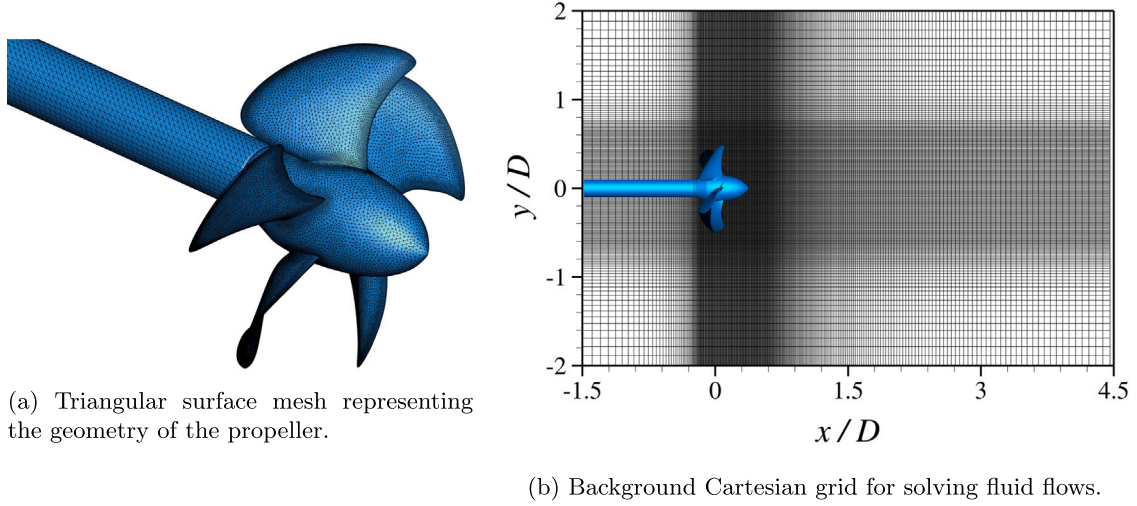 (a) Triangular surface mesh representing
the geometry of the propeller.
2
1
0
-1
-2
y / D
-1.5 0 1.5 3 4.5
x / D
(b) Background Cartesian grid for solving fluid flows.